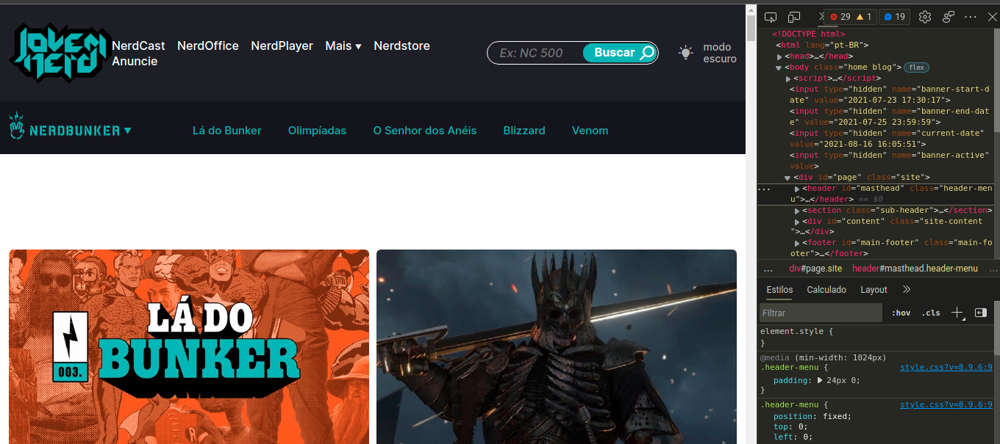 JOVEM
NERD
NerdCast NerdOffice NerdPlayer Mais ▾ Nerdstore
Anuncie
Ex: NC 500
Buscar
modo
escuro
NERDBUNKER ▾
Lá do Bunker Olimpíadas O Senhor dos Anéis Blizzard Venom
LÁ DO
BUNKER
003.
29 1 19
<!DOCTYPE html>
<html lang="pt-BR">
▶<head>…</head>
▼<body class="home blog"> flex
▶<script>…</script>
<input type="hidden" name="banner-start-d
ate" value="2021-07-23 17:30:17">
<input type="hidden" name="banner-end-dat
e" value="2021-07-25 23:59:59">
<input type="hidden" name="current-date"
value="2021-08-16 16:05:51">
<input type="hidden" name="banner-active"
value>
▼<div id="page" class="site">
… ▶<header id="masthead" class="header-men
u">…</header> == $0
▶<section class="sub-header">…</section>
▶<div id="content" class="site-content
">…</div>
▶<footer id="main-footer" class="main-fo
oter">…</footer>
… div#page.site header#masthead.header-menu …
Estilos Calculado Layout
Filtrar :hov .cls
element.style {
}
@media (min-width: 1024px)
.header-menu { style.css?v=8.9.6:9
padding: ▶ 24px 0;
}
.header-menu { style.css?v=8.9.6:9
position: fixed;
top: 0;
left: 0;